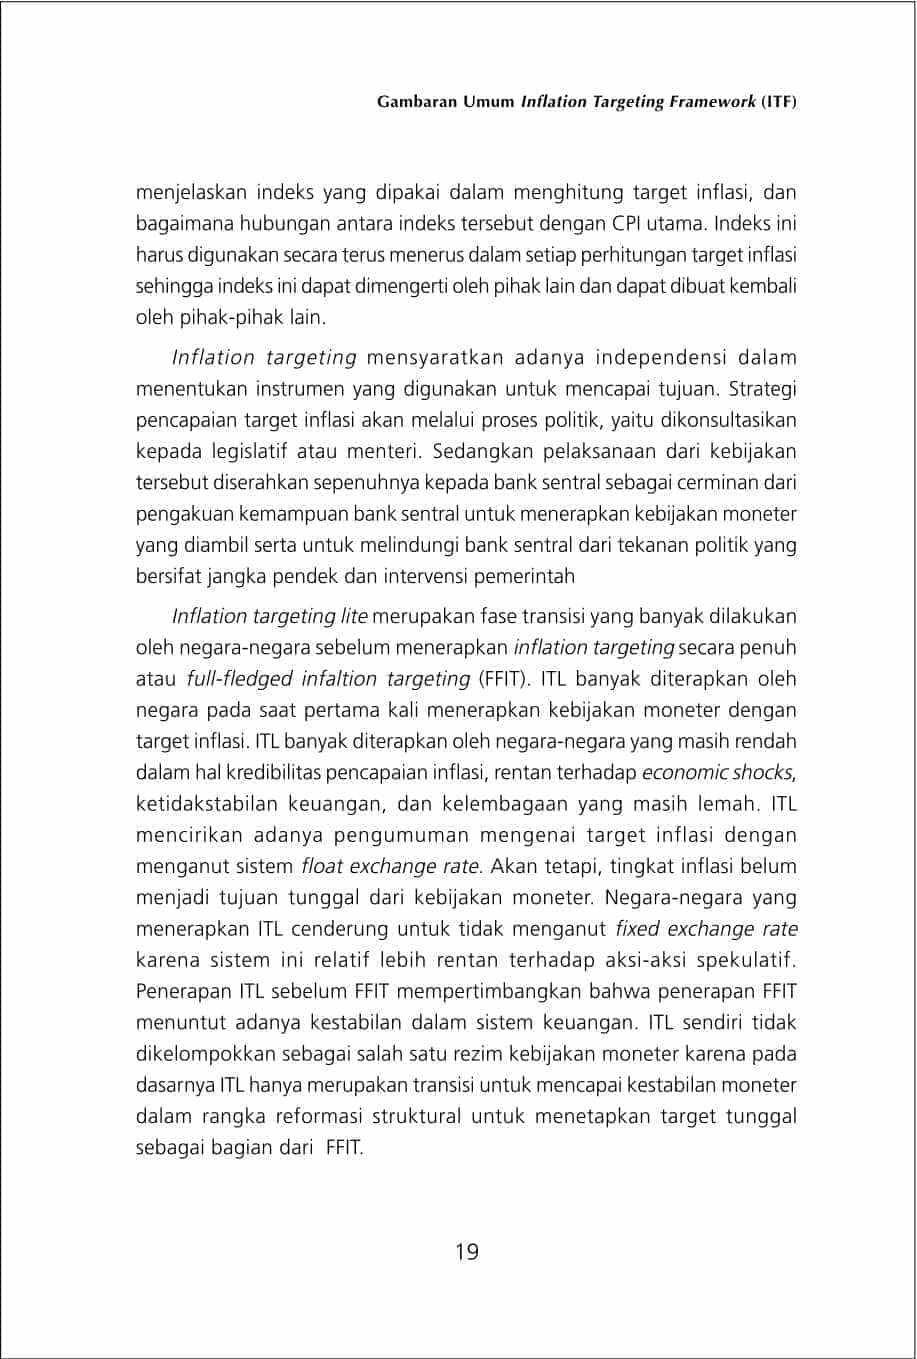 Gambaran Umum Inflation Targeting Framework (ITF)
menjelaskan indeks yang dipakai dalam menghitung target inflasi, dan
bagaimana hubungan antara indeks tersebut dengan CPI utama. Indeks ini
harus digunakan secara terus menerus dalam setiap perhitungan target inflasi
sehingga indeks ini dapat dimengerti oleh pihak lain dan dapat dibuat kembali
oleh pihak-pihak lain.
Inflation targeting mensyaratkan adanya independensi dalam
menentukan instrumen yang digunakan untuk mencapai tujuan. Strategi
pencapaian target inflasi akan melalui proses politik, yaitu dikonsultasikan
kepada legislatif atau menteri. Sedangkan pelaksanaan dari kebijakan
tersebut diserahkan sepenuhnya kepada bank sentral sebagai cerminan dari
pengakuan kemampuan bank sentral untuk menerapkan kebijakan moneter
yang diambil serta untuk melindungi bank sentral dari tekanan politik yang
bersifat jangka pendek dan intervensi pemerintah
Inflation targeting lite merupakan fase transisi yang banyak dilakukan
oleh negara-negara sebelum menerapkan inflation targeting secara penuh
atau full-fledged infaltion targeting (FFIT). ITL banyak diterapkan oleh
negara pada saat pertama kali menerapkan kebijakan moneter dengan
target inflasi. ITL banyak diterapkan oleh negara-negara yang masih rendah
dalam hal kredibilitas pencapaian inflasi, rentan terhadap economic shocks,
ketidakstabilan keuangan, dan kelembagaan yang masih lemah. ITL
mencirikan adanya pengumuman mengenai target inflasi dengan
menganut sistem float exchange rate. Akan tetapi, tingkat inflasi belum
menjadi tujuan tunggal dari kebijakan moneter. Negara-negara yang
menerapkan ITL cenderung untuk tidak menganut fixed exchange rate
karena sistem ini relatif lebih rentan terhadap aksi-aksi spekulatif.
Penerapan ITL sebelum FFIT mempertimbangkan bahwa penerapan FFIT
menuntut adanya kestabilan dalam sistem keuangan. ITL sendiri tidak
dikelompokkan sebagai salah satu rezim kebijakan moneter karena pada
dasarnya ITL hanya merupakan transisi untuk mencapai kestabilan moneter
dalam rangka reformasi struktural untuk menetapkan target tunggal
sebagai bagian dari FFIT.
19